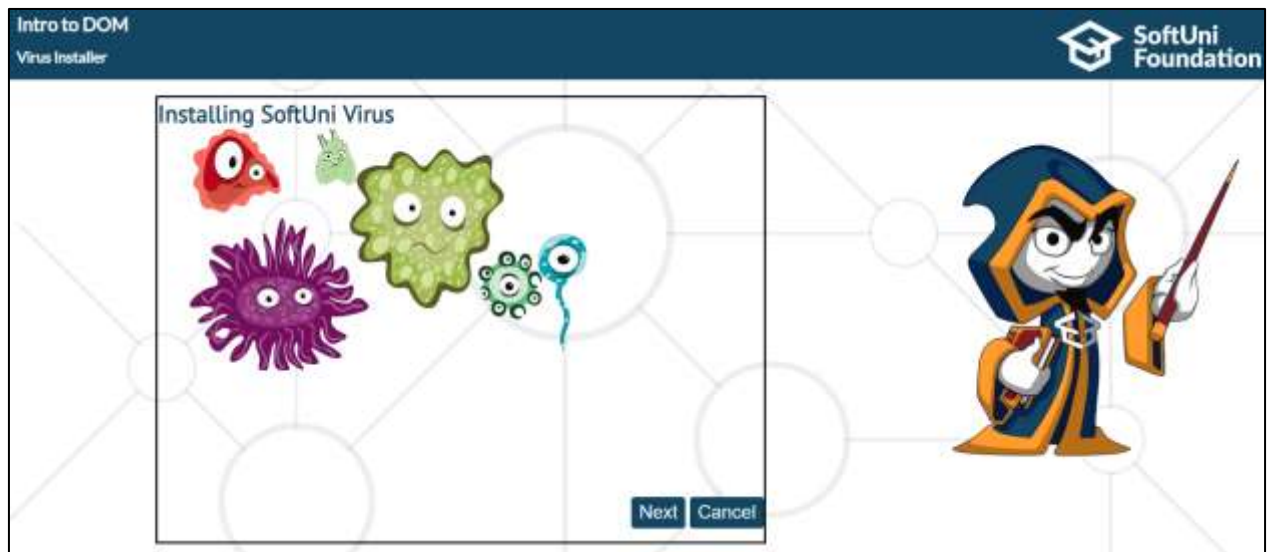 Intro to DOM
Virus Installer
SoftUni
Foundation
Installing SoftUni Virus
Next
Cancel